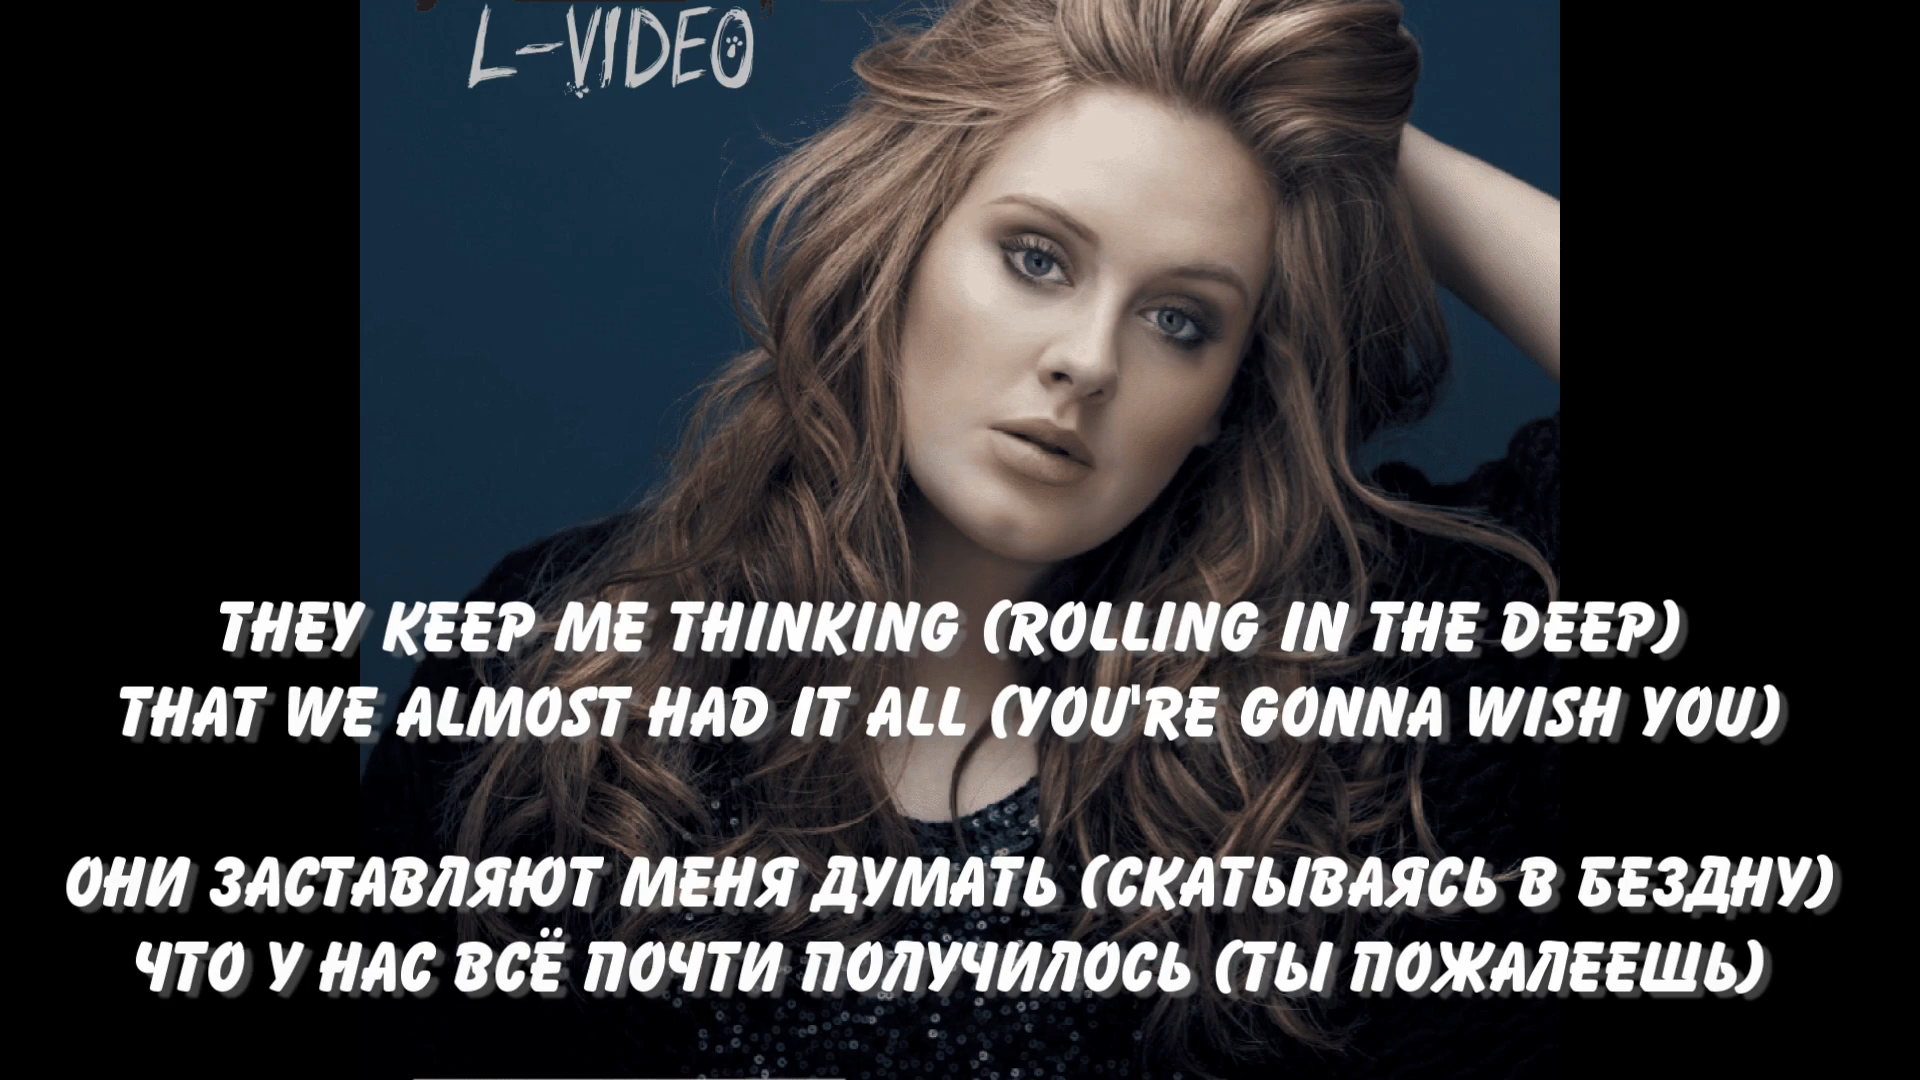 L-VIDEO
THEY KEEP ME THINKING (ROLLING IN THE DEEP)
THAT WE ALMOST HAD IT ALL (YOU'RE GONNA WISH YOU)
ОНИ ЗАСТАВЛЯЮТ МЕНЯ ДУМАТЬ (СКАТЫВАЯСЬ В БЕЗДНУ)
ЧТО У НАС ВСЁ ПОЧТИ ПОЛУЧИЛОСЬ (ТЫ ПОЖАЛЕЕШЬ)